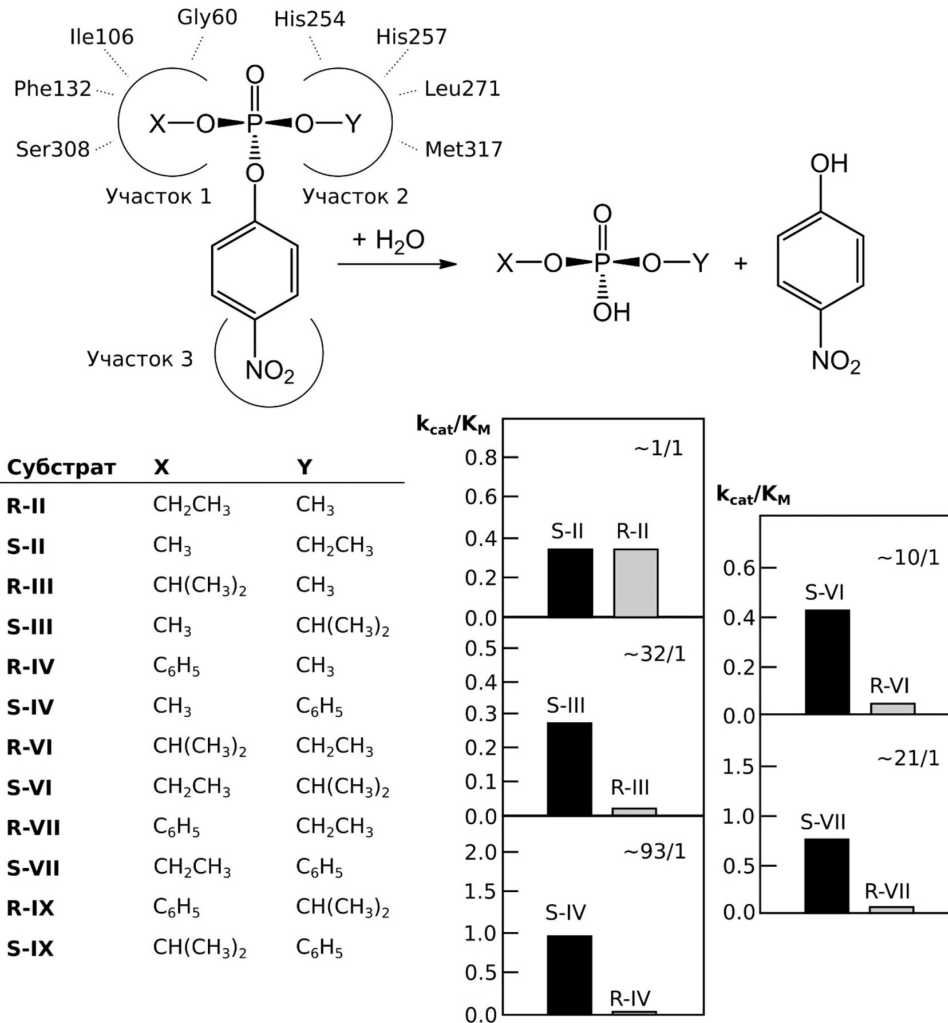 Gly60
His254
Ile106
His257
Phe132
Leu271
Ser308
Met317
O
X—O P O—Y
O
Участок 1
Участок 2
+ H₂O
O
X—O P O—Y
OH
+
OH
NO₂
Участок 3
NO₂
Субстрат X Y
R-II CH₂CH₃ CH₃
S-II CH₃ CH₂CH₃
R-III CH(CH₃)₂ CH₃
S-III CH₃ CH(CH₃)₂
R-IV C₆H₅ CH₃
S-IV CH₃ C₆H₅
R-VI CH(CH₃)₂ CH₂CH₃
S-VI CH₂CH₃ CH(CH₃)₂
R-VII C₆H₅ CH₂CH₃
S-VII CH₂CH₃ C₆H₅
R-IX C₆H₅ CH(CH₃)₂
S-IX CH(CH₃)₂ C₆H₅
k_cat/K_M
~1/1
0.8
0.6
0.4
0.2
0.0
S-II R-II
~32/1
0.5
0.4
0.3
0.2
0.1
0.0
S-III
R-III
~93/1
2.0
1.5
1.0
0.5
0.0
S-IV
R-IV
k_cat/K_M
~10/1
0.6
0.4
0.2
0.0
S-VI
R-VI
~21/1
1.5
1.0
0.5
0.0
S-VII
R-VII